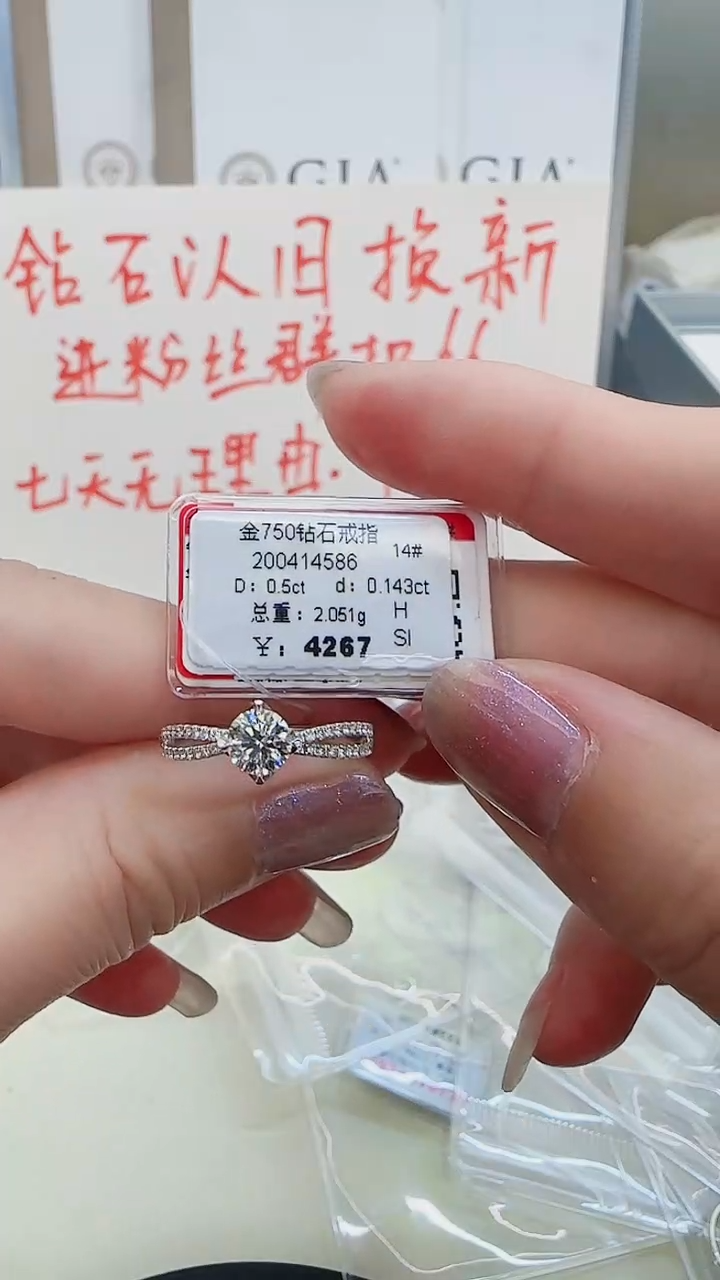 GIA
GIA
钻石认旧换新
进粉丝群
七天无理由
金750钻石戒指
14#
200414586
D: 0.5ct d: 0.143ct
总重: 2.051g H
¥: 4267 SI